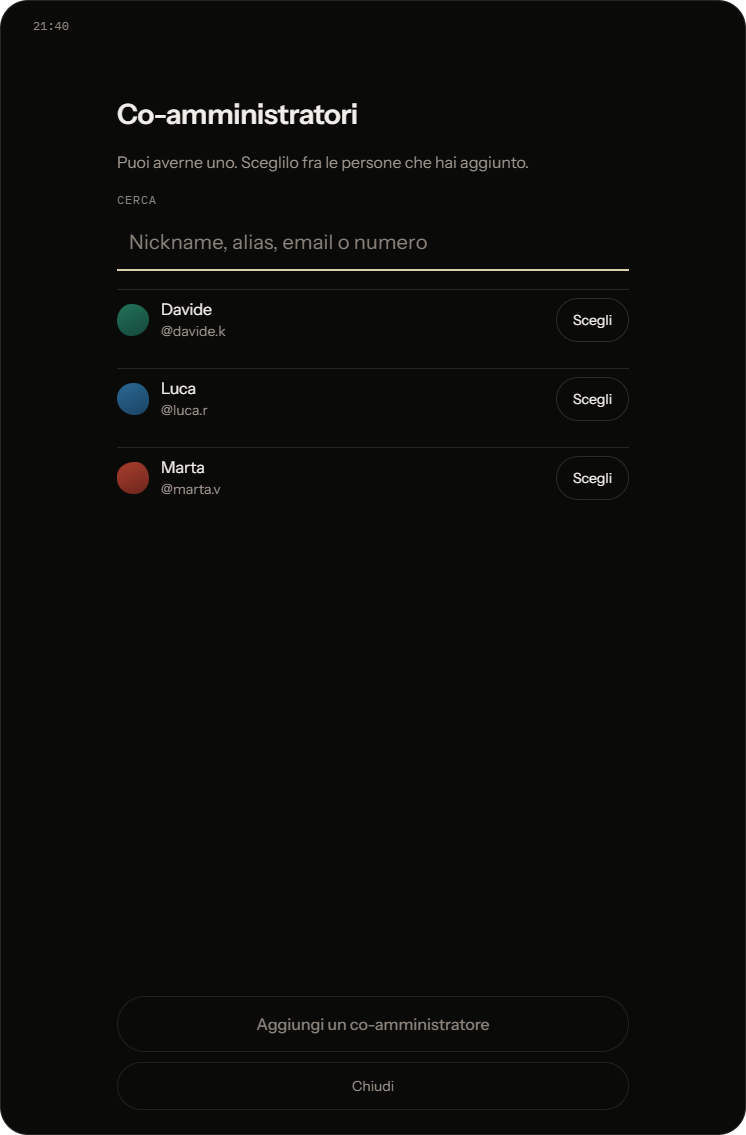 21:40
Co-amministratori
Puoi averne uno. Sceglilo fra le persone che hai aggiunto.
CERCA
Nickname, alias, email o numero
Davide
@davide.k
Scegli
Luca
@luca.r
Scegli
Marta
@marta.v
Scegli
Aggiungi un co-amministratore
Chiudi